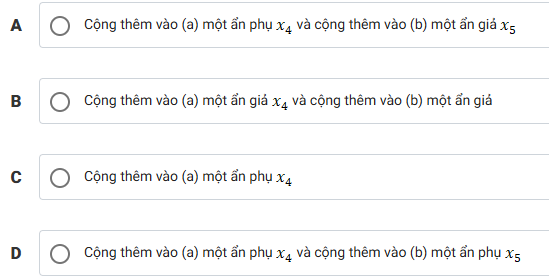 A Cộng thêm vào (a) một ẩn phụ x₄ và cộng thêm vào (b) một ẩn giả x₅
B Cộng thêm vào (a) một ẩn giả x₄ và cộng thêm vào (b) một ẩn giả
C Cộng thêm vào (a) một ẩn phụ x₄
D Cộng thêm vào (a) một ẩn phụ x₄ và cộng thêm vào (b) một ẩn phụ x₅